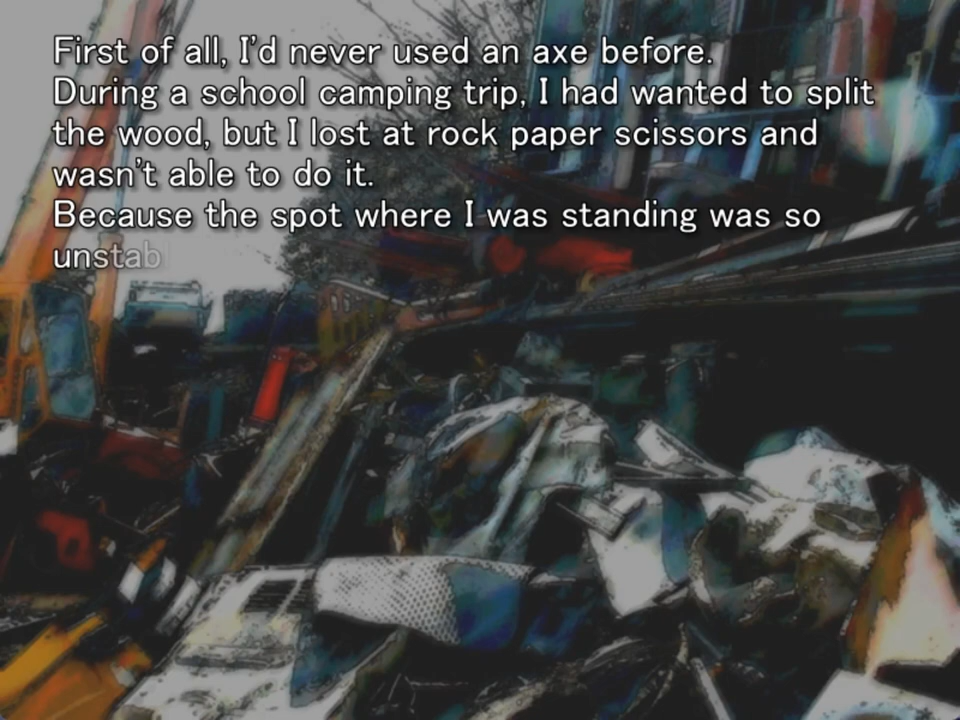 First of all, I'd never used an axe before.
During a school camping trip, I had wanted to split
the wood, but I lost at rock paper scissors and
wasn't able to do it.
Because the spot where I was standing was so
unstab